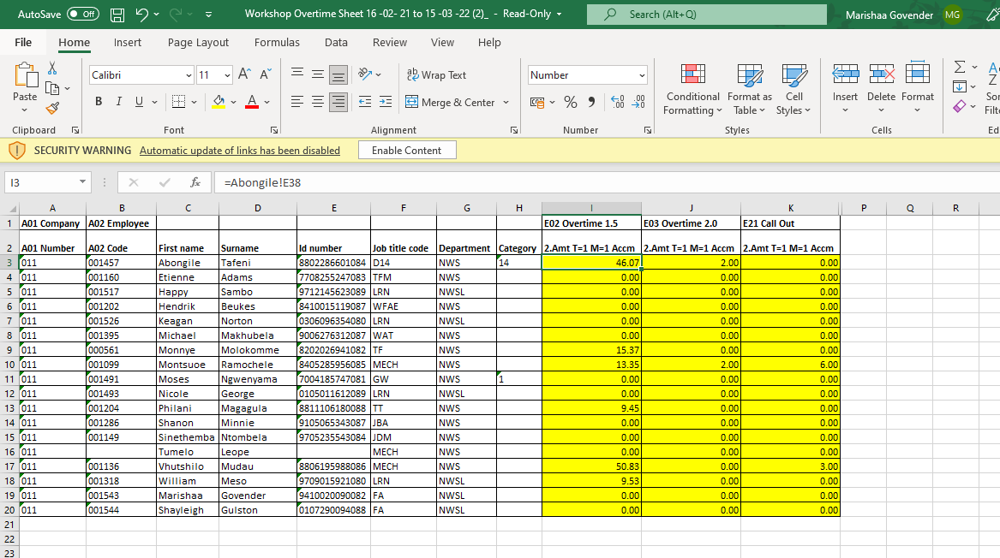 AutoSave Off Workshop Overtime Sheet 16 -02- 21 to 15 -03 -22 (2)_ - Read-Only Search (Alt+Q) Marishaa Govender MG
File Home Insert Page Layout Formulas Data Review View Help
Paste Calibri 11 A A Wrap Text Number Conditional Formatting Format as Table Cell Styles Insert Delete Format
B I U A Merge & Center %
Clipboard Font Alignment Number Styles Cells Ed
SECURITY WARNING Automatic update of links has been disabled Enable Content
I3 fx =Abongile!E38
A B C D E F G H I J K P Q R
1 A01 Company A02 Employee E02 Overtime 1.5 E03 Overtime 2.0 E21 Call Out
2 A01 Number A02 Code First name Surname Id number Job title code Department Category 2.Amt T=1 M=1 Accm 2.Amt T=1 M=1 Accm 2.Amt T=1 M=1 Accm
3 011 001457 Abongile Tafeni 8802286601084 D14 NWS 14 46.07 2.00 0.00
4 011 001160 Etienne Adams 7708255247083 TFM NWS 0.00 0.00 0.00
5 011 001517 Happy Sambo 9712145623089 LRN NWSL 0.00 0.00 0.00
6 011 001202 Hendrik Beukes 8410015119087 WFAE NWS 0.00 0.00 0.00
7 011 001526 Keagan Norton 0306096354080 LRN NWSL 0.00 0.00 0.00
8 011 001395 Michael Makhubela 9006276312087 WAT NWS 0.00 0.00 0.00
9 011 000561 Monnye Molokomme 8202026941082 TF NWS 15.37 0.00 0.00
10 011 001099 Montsuoe Ramochele 8405285956085 MECH NWS 13.35 2.00 6.00
11 011 001491 Moses Ngwenyama 7004185747081 GW NWS 1 0.00 0.00 0.00
12 011 001493 Nicole George 0105011612089 LRN NWSL 0.00 0.00 0.00
13 011 001204 Philani Magagula 8811106180088 TT NWS 9.45 0.00 0.00
14 011 001286 Shanon Minnie 9105065343087 JBA NWS 0.00 0.00 0.00
15 011 001149 Sinethemba Ntombela 9705235543084 JDM NWS 0.00 0.00 0.00
16 011 Tumelo Leope MECH NWS 0.00 0.00 0.00
17 011 001136 Vhutshilo Mudau 8806195988086 MECH NWS 50.83 0.00 3.00
18 011 001318 William Meso 9709015921080 LRN NWSL 9.53 0.00 0.00
19 011 001543 Marishaa Govender 9410020090082 FA NWSL 0.00 0.00 0.00
20 011 001544 Shayleigh Gulston 0107290094088 FA NWSL 0.00 0.00 0.00
21
22
23